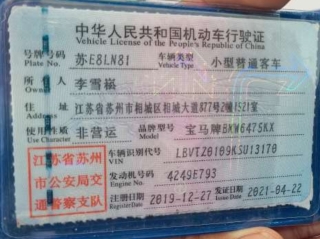 中华人民共和国机动车行驶证
Vehicle License of the People's Republic of China
号牌号码 Plate No. 苏E8LN81 车辆类型 Vehicle Type 小型普通客车
所有人 Owner 李雪
住址 Address 江苏省苏州市相城区相城大道877号2幢1521室
使用性质 Use Character 非营运 品牌型号 Model 宝马牌BMW6475KX
江苏省苏州市公安局交通警察支队
车辆识别代号 VIN LBVTZ0109KSU13170
发动机号码 Engine No. 4249E793
注册日期 Register Date 2019-12-27 发证日期 Issue Date 2021-04-22